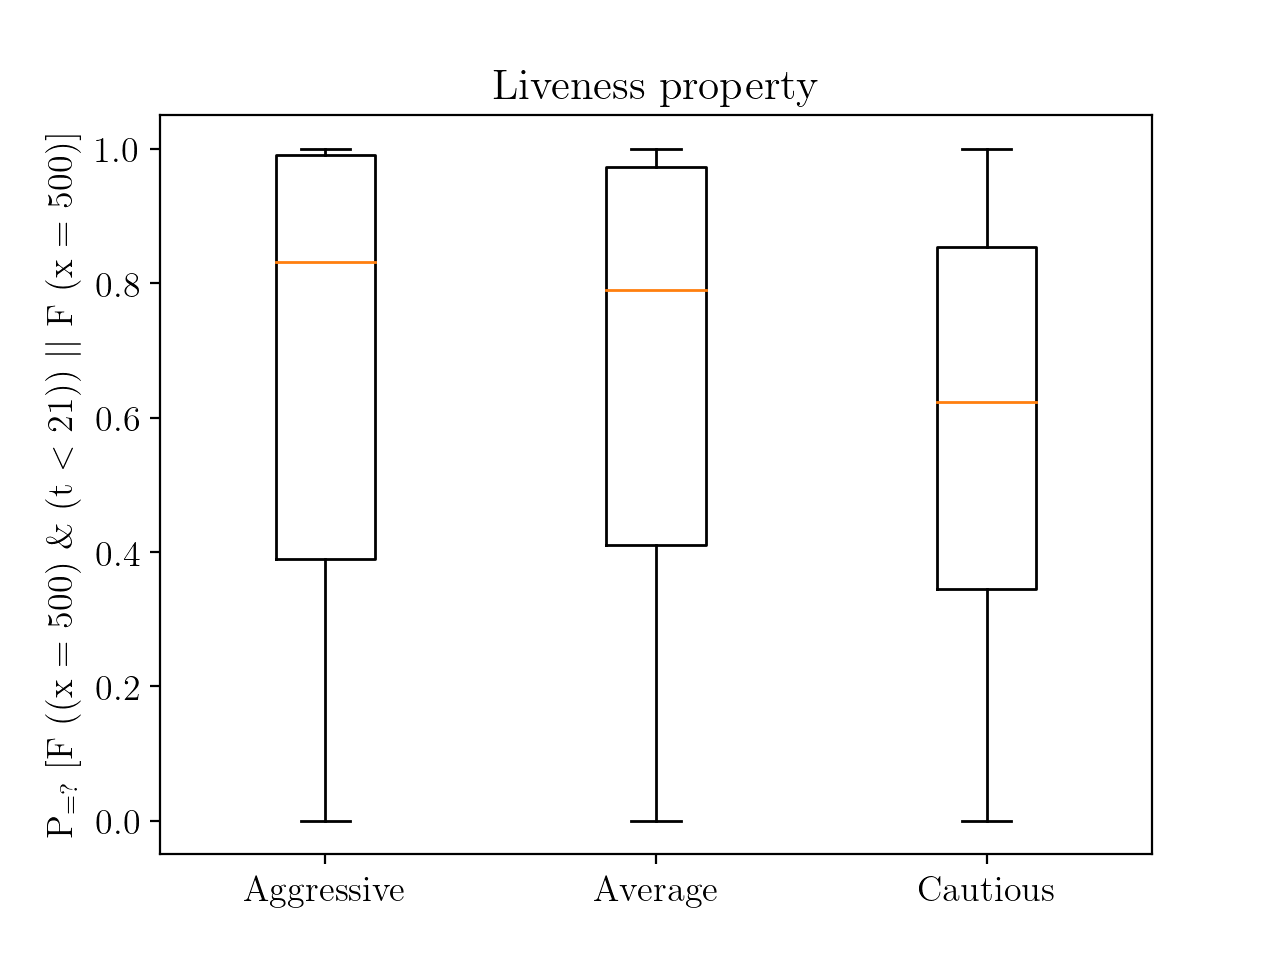 Liveness property
P=? [F ((x = 500) & (t < 21)) || F (x = 500)]
1.0
0.8
0.6
0.4
0.2
0.0
Aggressive Average Cautious